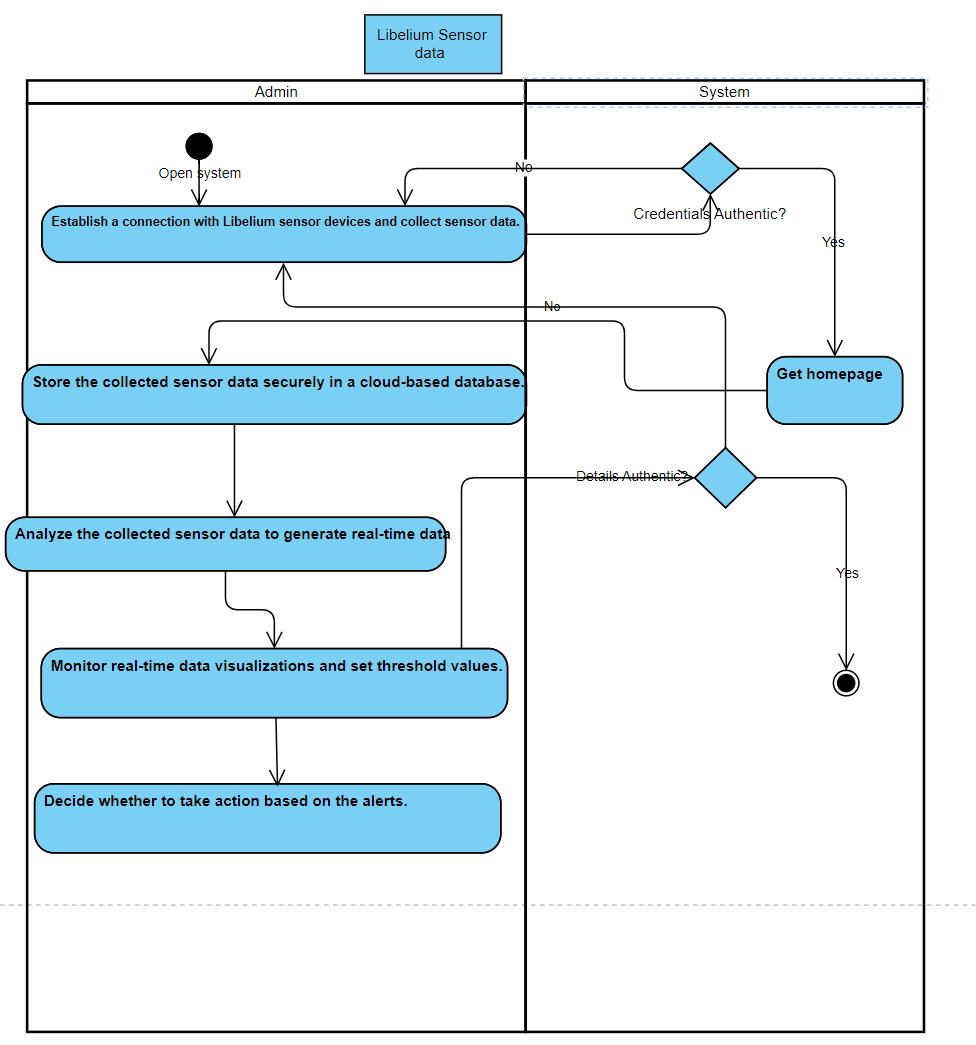 Libelium Sensor
data
Admin
System
Open system
No
Establish a connection with Libelium sensor devices and collect sensor data.
Credentials Authentic?
Yes
No
Store the collected sensor data securely in a cloud-based database.
Get homepage
Details Authentic?
Analyze the collected sensor data to generate real-time data
Yes
Monitor real-time data visualizations and set threshold values.
Decide whether to take action based on the alerts.